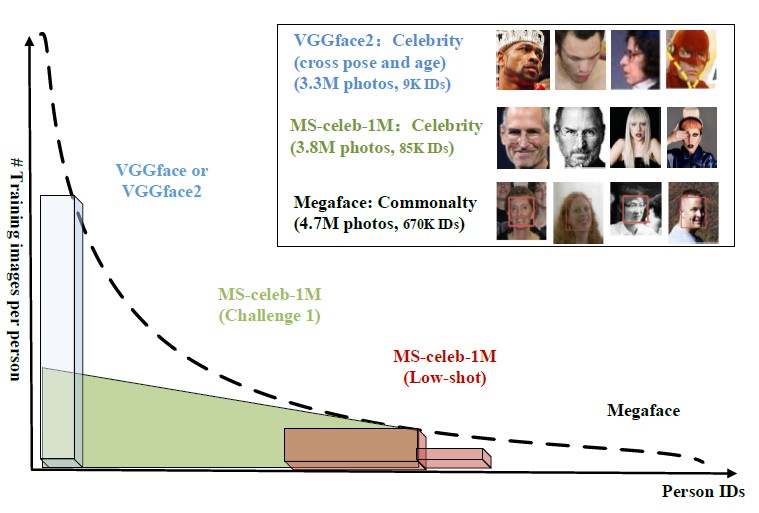 VGGface2：Celebrity
(cross pose and age)
(3.3M photos, 9K IDs)
MS-celeb-1M：Celebrity
(3.8M photos, 85K IDs)
Megaface: Commonalty
(4.7M photos, 670K IDs)
# Training images per person
VGGface or
VGGface2
MS-celeb-1M
(Challenge 1)
MS-celeb-1M
(Low-shot)
Megaface
Person IDs